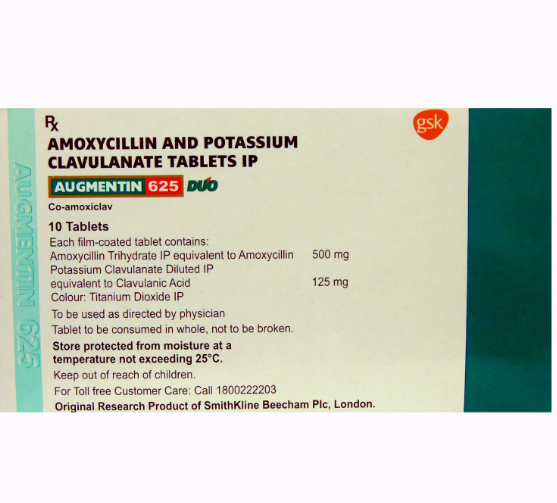 Rx
AMOXYCILLIN AND POTASSIUM
CLAVULANATE TABLETS IP
AUGMENTIN 625 DUO
Co-amoxiclav
10 Tablets
Each film-coated tablet contains:
Amoxycillin Trihydrate IP equivalent to Amoxycillin 500 mg
Potassium Clavulanate Diluted IP
equivalent to Clavulanic Acid 125 mg
Colour: Titanium Dioxide IP
To be used as directed by physician
Tablet to be consumed in whole, not to be broken.
Store protected from moisture at a
temperature not exceeding 25°C.
Keep out of reach of children.
For Toll free Customer Care: Call 1800222203
Original Research Product of SmithKline Beecham Plc, London.
gsk
AUGMENTIN 625